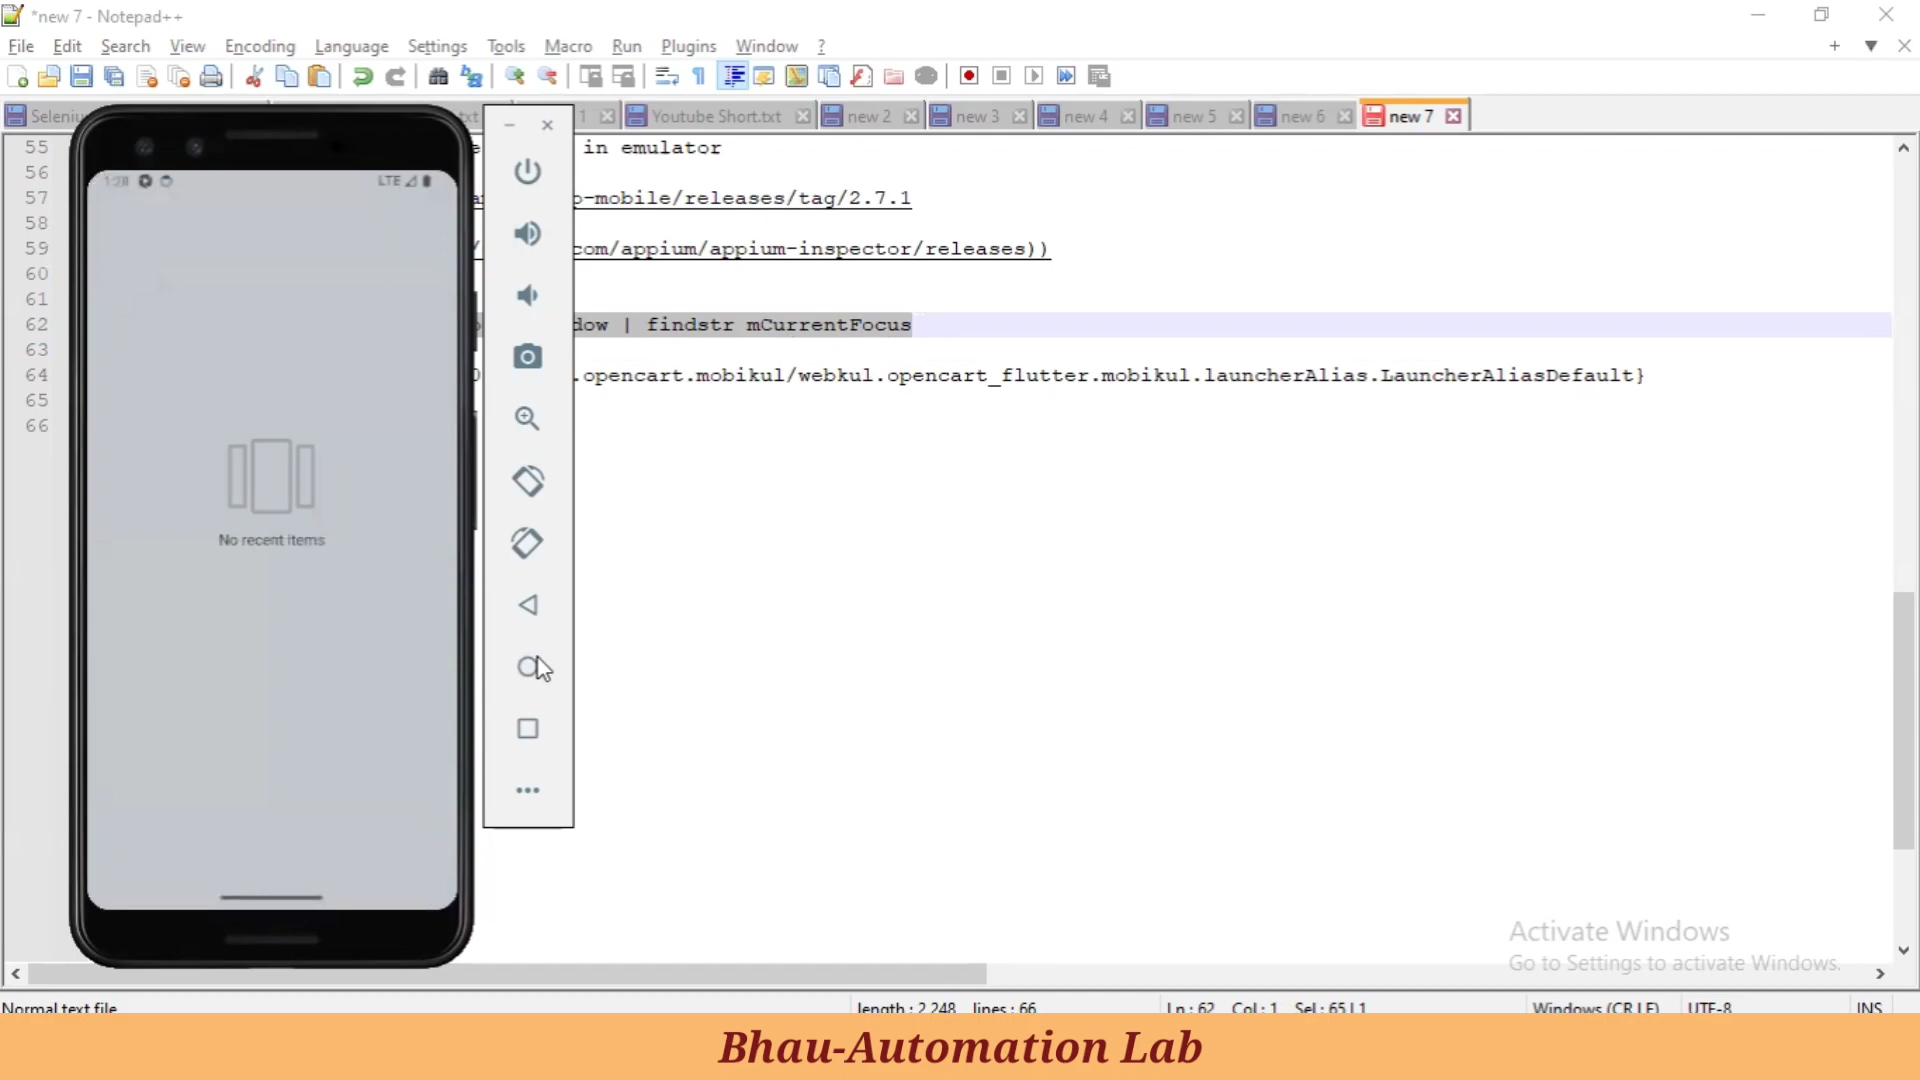 *new 7 - Notepad++
File Edit Search View Encoding Language Settings Tools Macro Run Plugins Window ?
Youtube Short.txt new 2 new 3 new 4 new 5 new 6 new 7
55 in emulator
56
57 p-mobile/releases/tag/2.7.1
58
59 com/appium/appium-inspector/releases))
60
61
62 dow | findstr mCurrentFocus
63
64 .opencart.mobikul/webkul.opencart_flutter.mobikul.launcherAlias.LauncherAliasDefault}
65
66
LTE
No recent items
Activate Windows
Go to Settings to activate Windows.
Normal text file length : 2,248 lines : 66 Ln : 62 Col : 1 Sel : 65 | 1 Windows (CR LF) UTF-8 INS
Bhau-Automation Lab